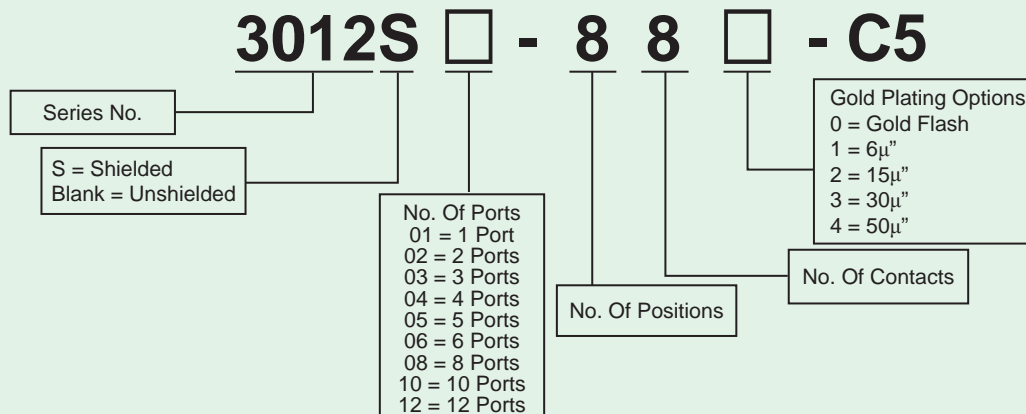 3012S □ - 8 8 □ - C5
Series No.
S = Shielded
Blank = Unshielded
No. Of Ports
01 = 1 Port
02 = 2 Ports
03 = 3 Ports
04 = 4 Ports
05 = 5 Ports
06 = 6 Ports
08 = 8 Ports
10 = 10 Ports
12 = 12 Ports
No. Of Positions
No. Of Contacts
Gold Plating Options
0 = Gold Flash
1 = 6μ”
2 = 15μ”
3 = 30μ”
4 = 50μ”